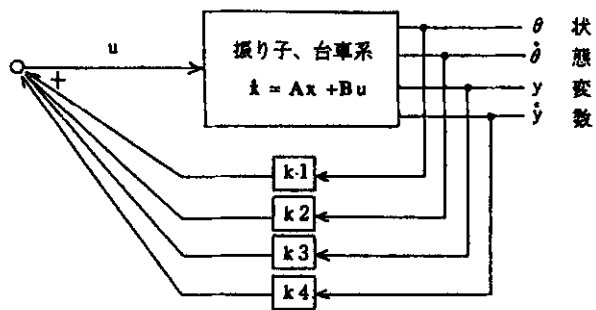 u
+
振り子、台車系
ẋ = Ax + Bu
θ 状
θ̇ 態
y 変
ẏ 数
k1
k2
k3
k4